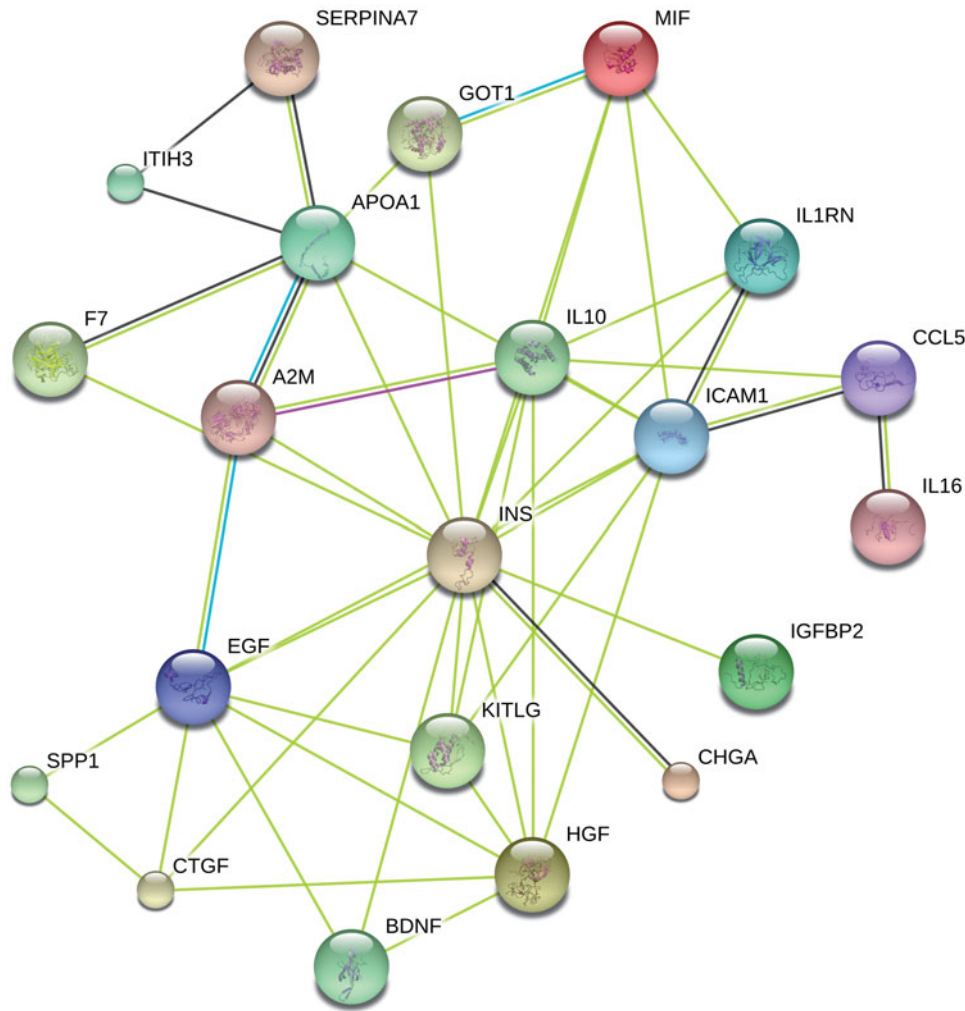 SERPINA7
MIF
GOT1
ITIH3
APOA1
IL1RN
F7
IL10
CCL5
A2M
ICAM1
IL16
INS
EGF
IGFBP2
KITLG
SPP1
CHGA
HGF
CTGF
BDNF